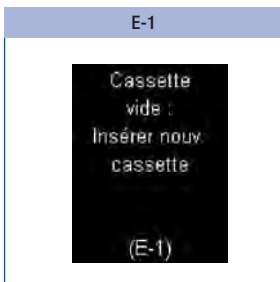 E-1
Cassette
vide :
Insérer nouv.
cassette
(E-1)